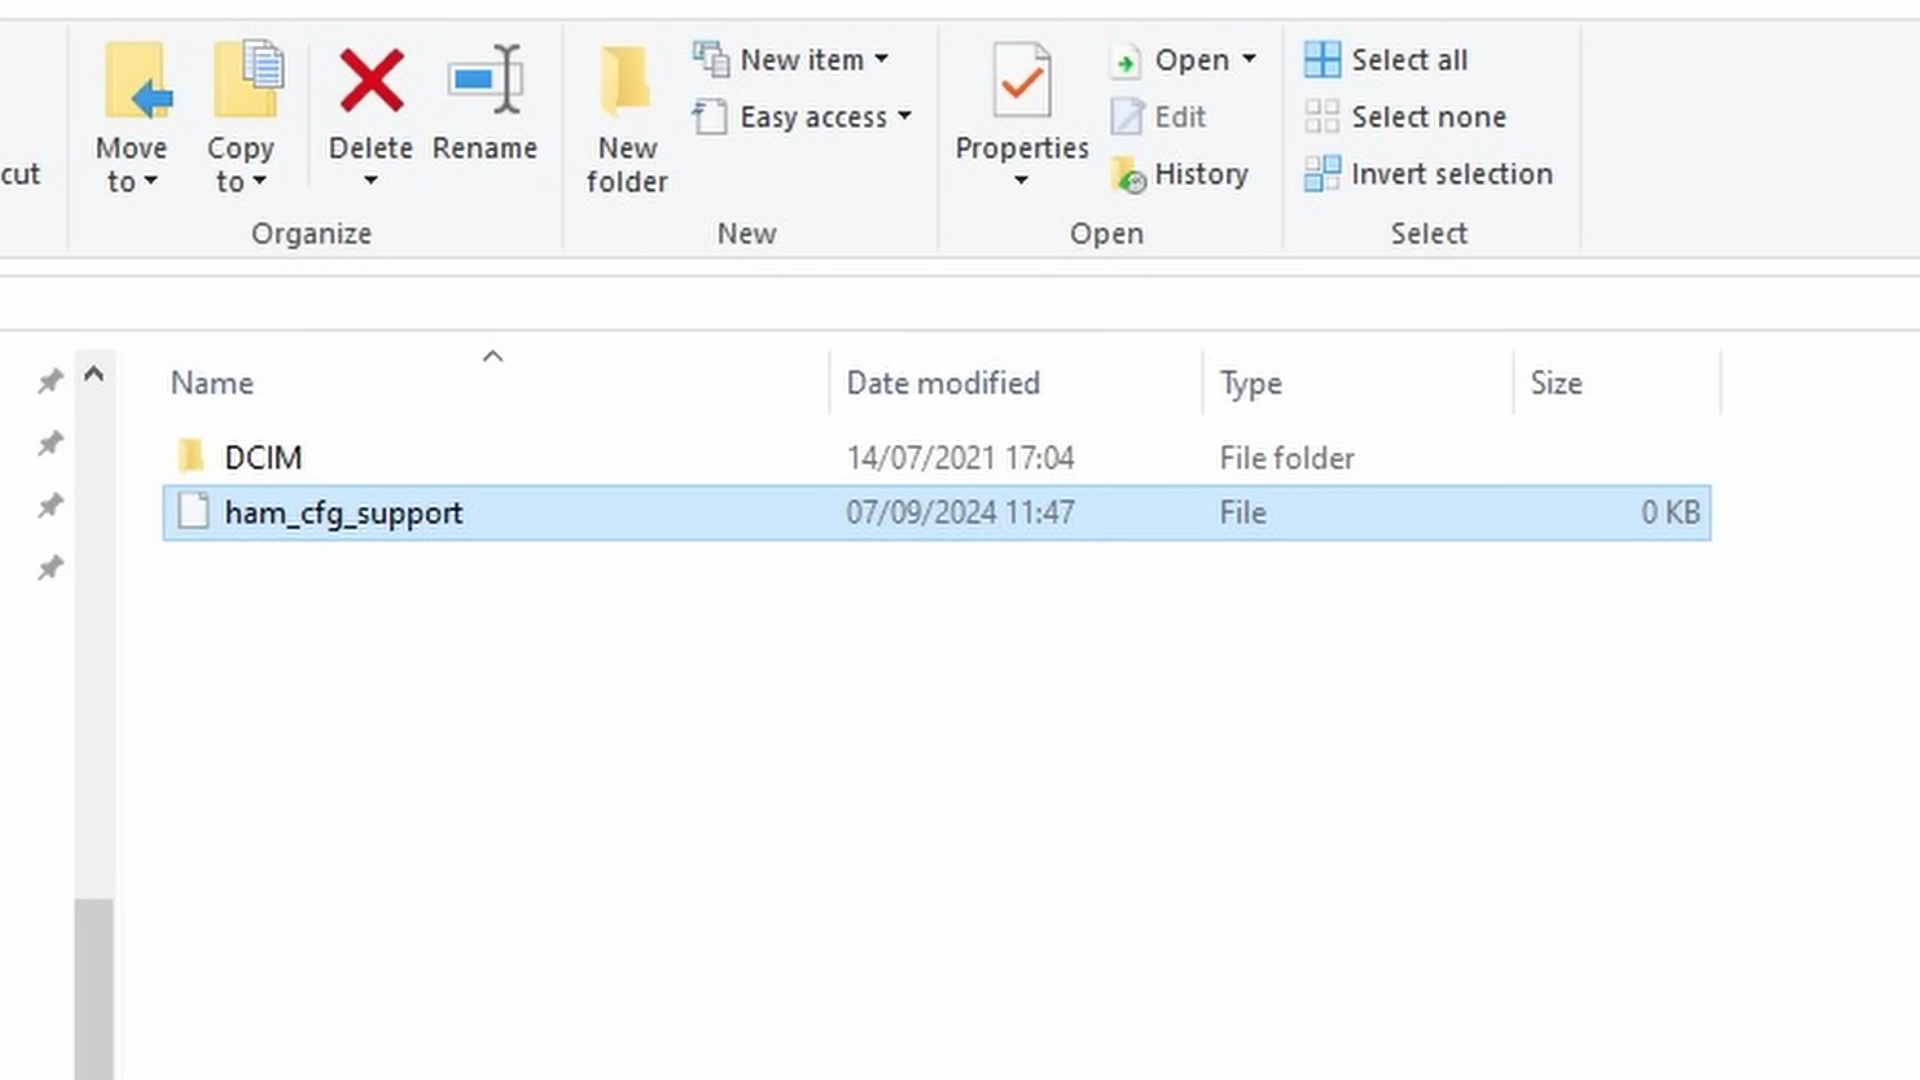 cut
Move to
Copy to
Delete
Rename
Organize
New folder
New item
Easy access
New
Properties
Open
Edit
History
Open
Select all
Select none
Invert selection
Select
Name Date modified Type Size
DCIM 14/07/2021 17:04 File folder
ham_cfg_support 07/09/2024 11:47 File 0 KB